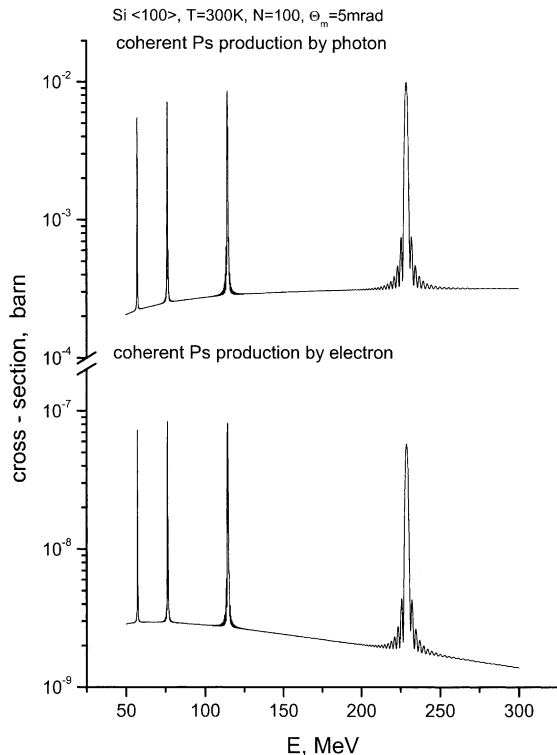 Si <100>, T=300K, N=100, Θm=5mrad
coherent Ps production by photon
10⁻²
10⁻³
10⁻⁴
coherent Ps production by electron
10⁻⁷
10⁻⁸
10⁻⁹
cross - section, barn
50 100 150 200 250 300
E, MeV